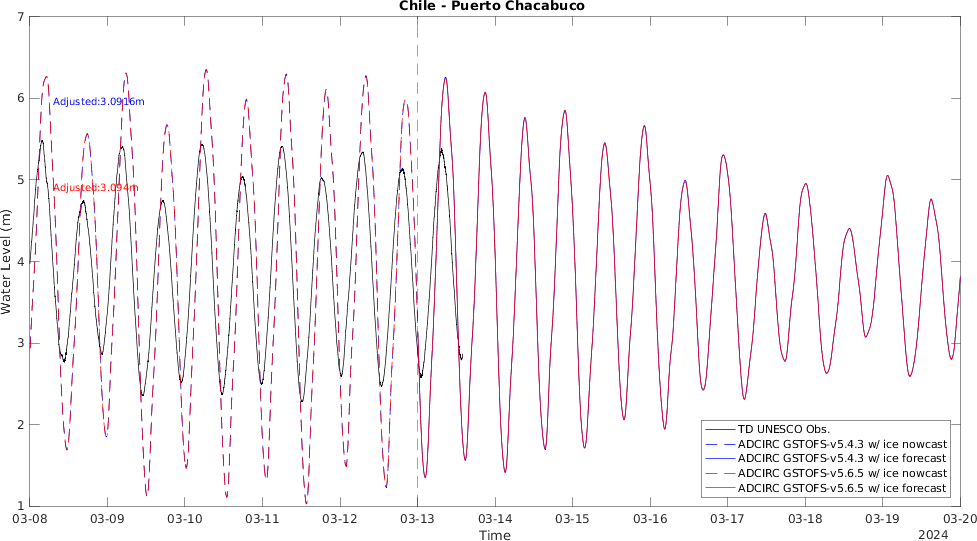 Chile - Puerto Chacabuco
7
6
5
4
3
2
1
Water Level (m)
Adjusted:3.0916m
Adjusted:3.094m
TD UNESCO Obs.
ADCIRC GSTOFS-v5.4.3 w/ ice nowcast
ADCIRC GSTOFS-v5.4.3 w/ ice forecast
ADCIRC GSTOFS-v5.6.5 w/ ice nowcast
ADCIRC GSTOFS-v5.6.5 w/ ice forecast
03-08 03-09 03-10 03-11 03-12 03-13 03-14 03-15 03-16 03-17 03-18 03-19 03-20
Time
2024